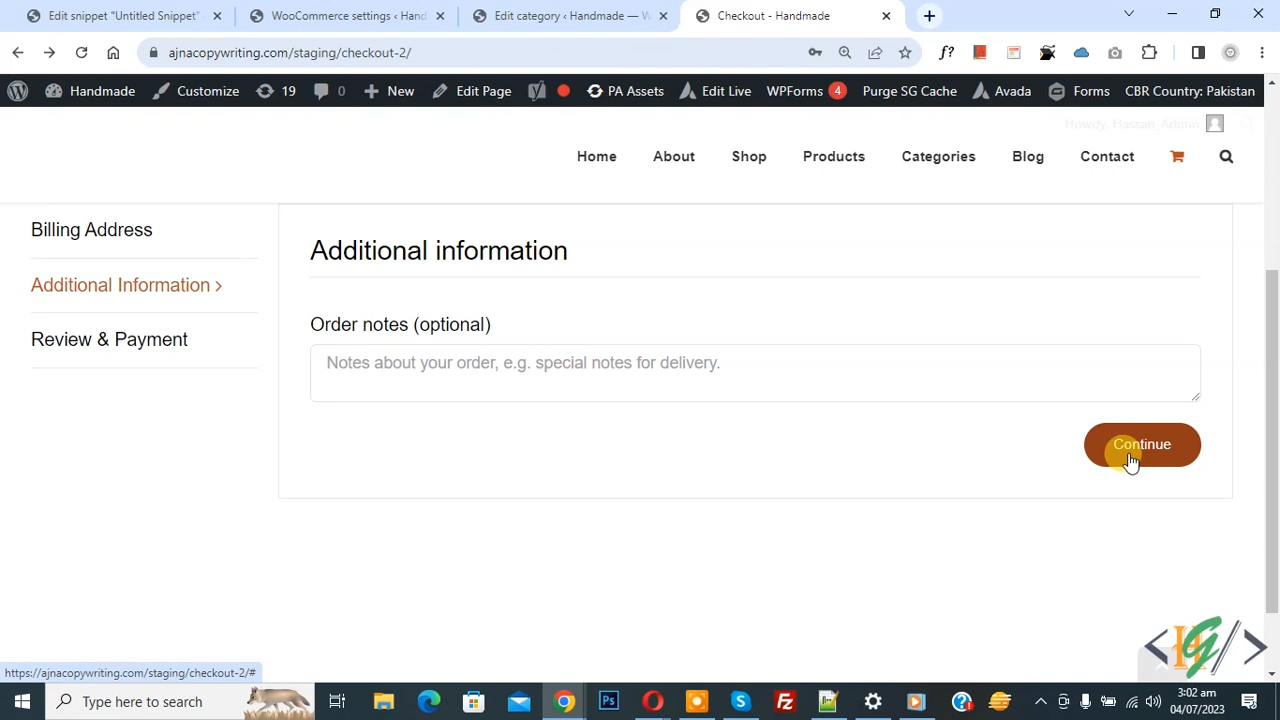 Edit snippet "Untitled Snippet"
WooCommerce settings ‹ Hand
Edit category ‹ Handmade — W
Checkout - Handmade
ajnacopywriting.com/staging/checkout-2/
f?
Handmade Customize 19 0 New Edit Page PA Assets Edit Live WPForms 4 Purge SG Cache Avada Forms CBR Country: Pakistan
Howdy, Hassan_Admin
Home About Shop Products Categories Blog Contact
Billing Address
Additional Information >
Review & Payment
Additional information
Order notes (optional)
Notes about your order, e.g. special notes for delivery.
Continue
https://ajnacopywriting.com/staging/checkout-2/#
< H G / >
Type here to search
3:02 am
04/07/2023